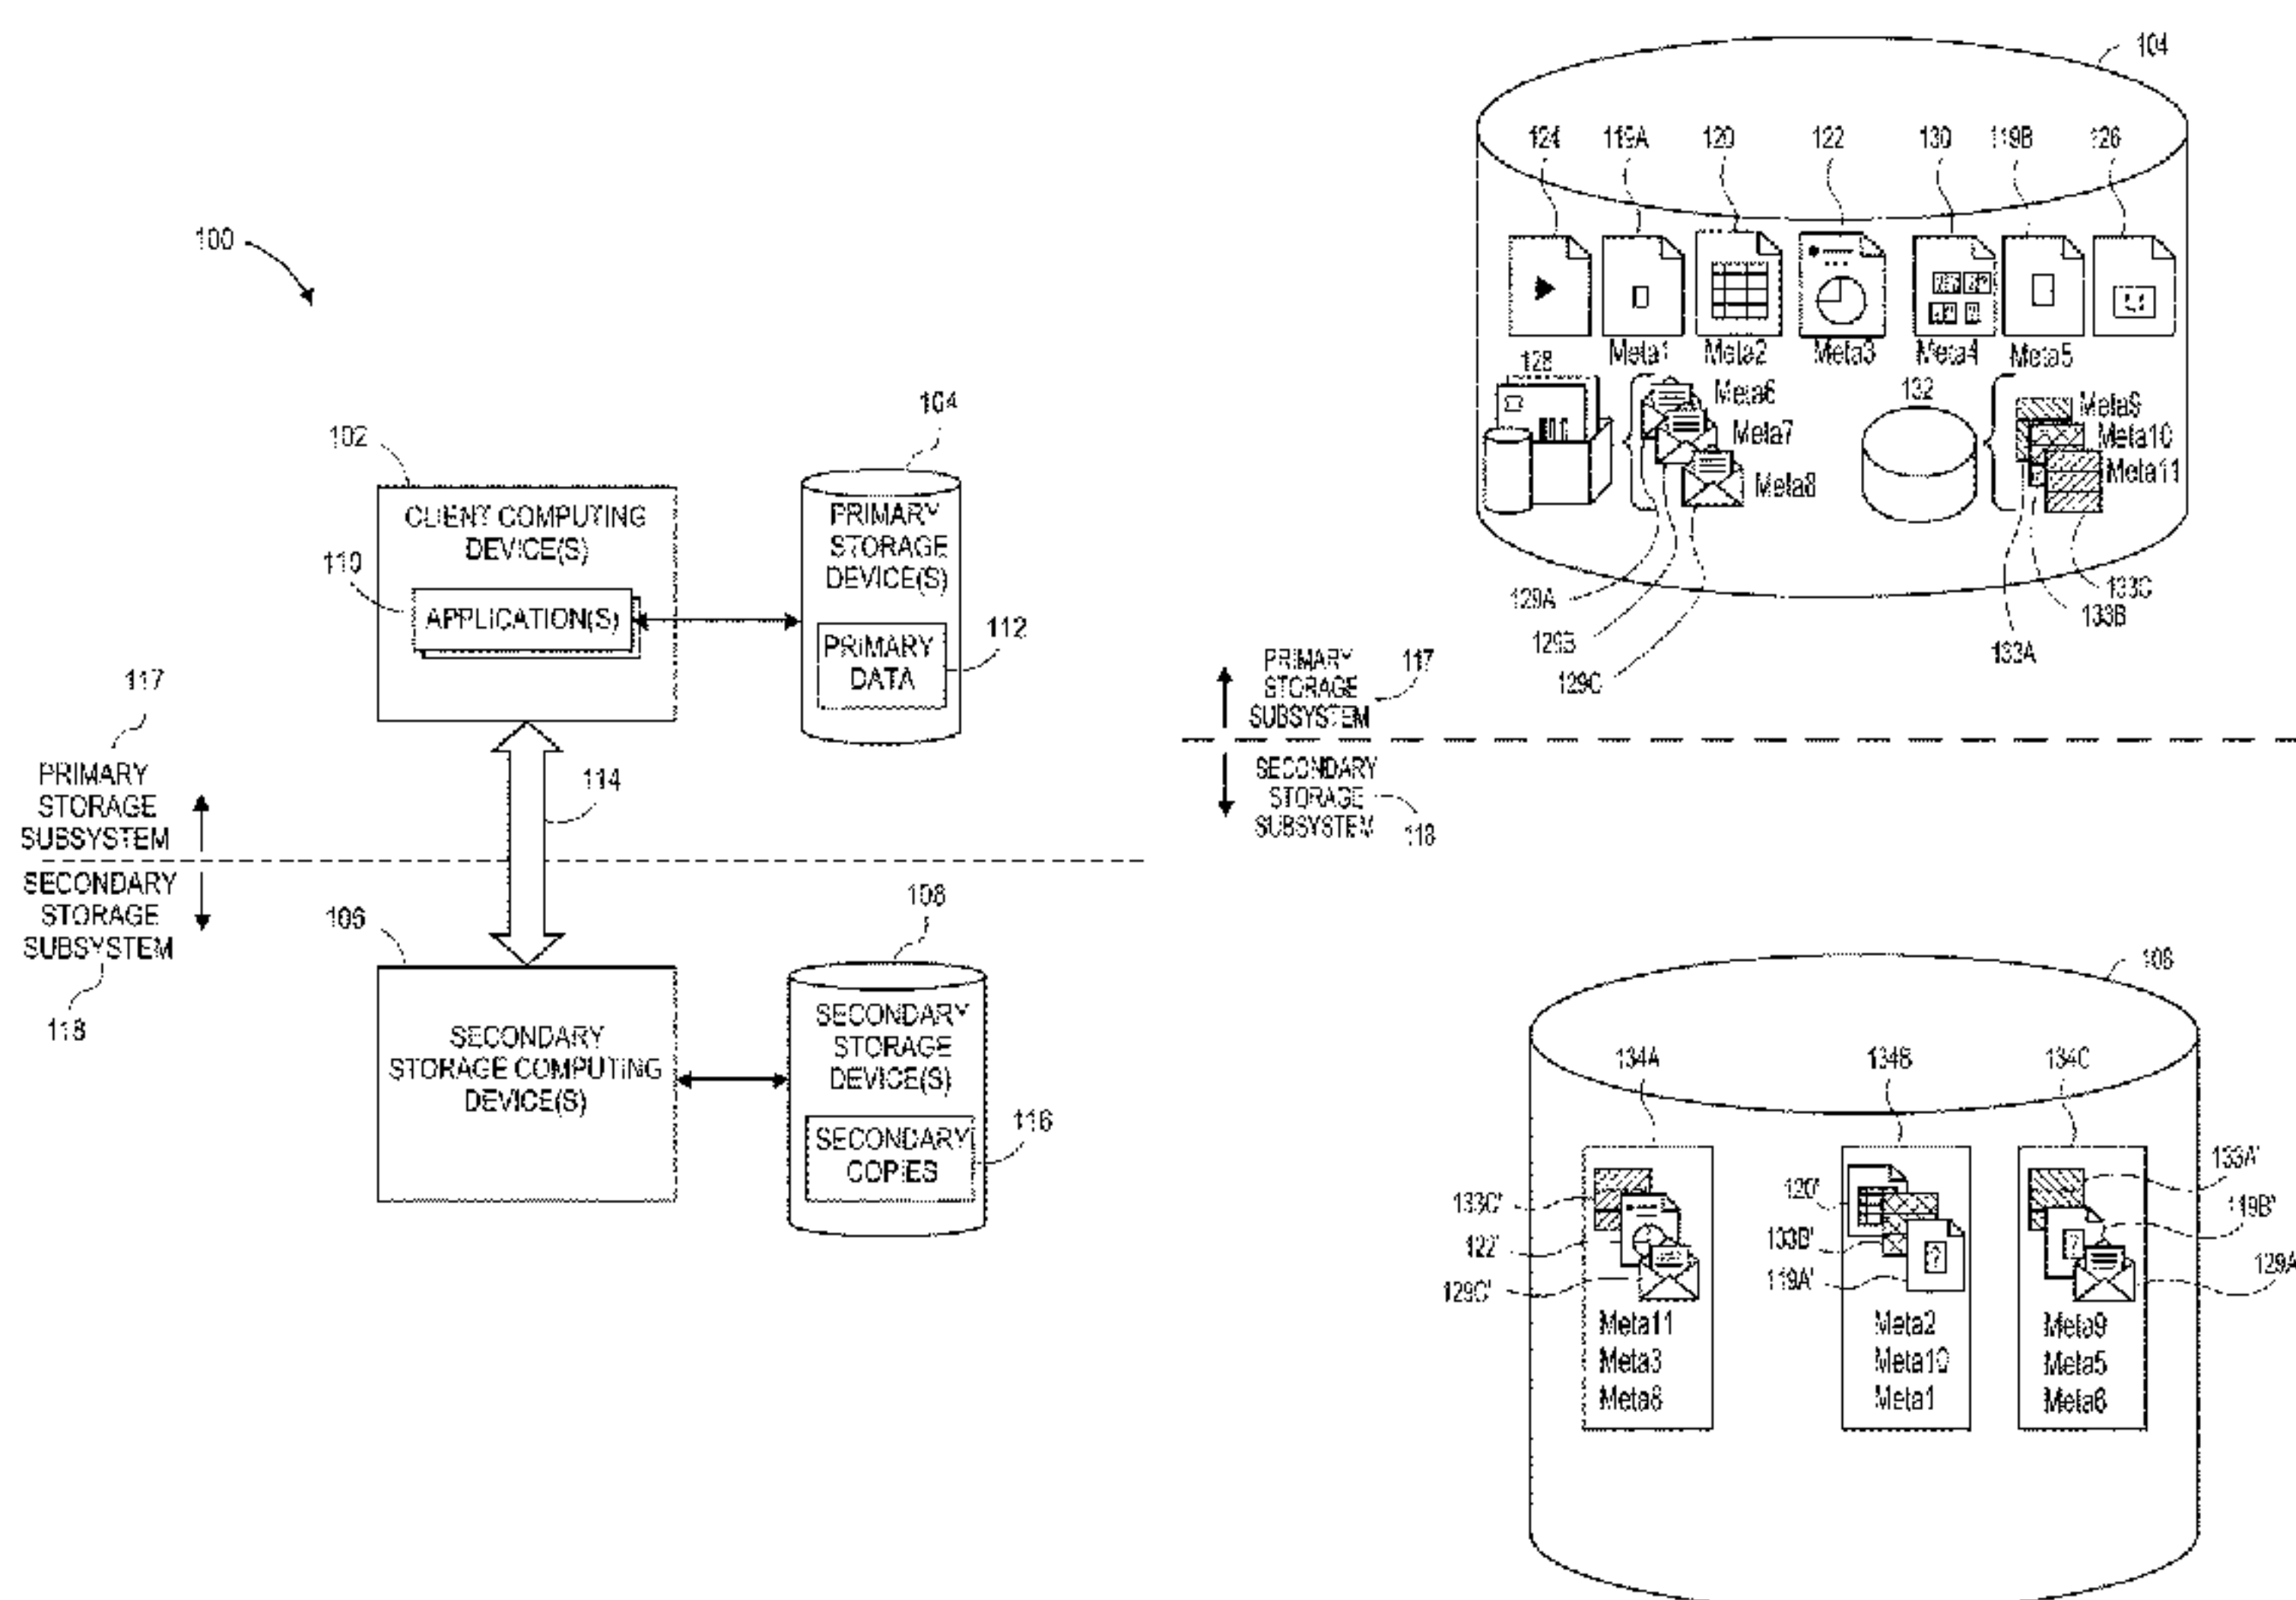 100
102
CLIENT COMPUTING
DEVICE(S)
110
APPLICATION(S)
104
PRIMARY
STORAGE
DEVICE(S)
PRIMARY
DATA
112
117
PRIMARY
STORAGE
SUBSYSTEM
114
SECONDARY
STORAGE
SUBSYSTEM
118
106
SECONDARY
STORAGE COMPUTING
DEVICE(S)
108
SECONDARY
STORAGE
DEVICE(S)
SECONDARY
COPIES
116
104
124 119A 120 122 130 119B 126
Meta1 Meta2 Meta3 Meta4 Meta5
128
Meta6
Meta7
Meta8
132
Meta9
Meta10
Meta11
129A
129B
129C
133C
133B
133A
PRIMARY
STORAGE
SUBSYSTEM
117
SECONDARY
STORAGE
SUBSYSTEM
118
108
134A 134B 134C
133C'
122'
129C'
Meta11
Meta3
Meta8
120'
133B'
119A'
?
Meta2
Meta10
Meta1
133A'
119B'
129A
?
Meta9
Meta5
Meta6